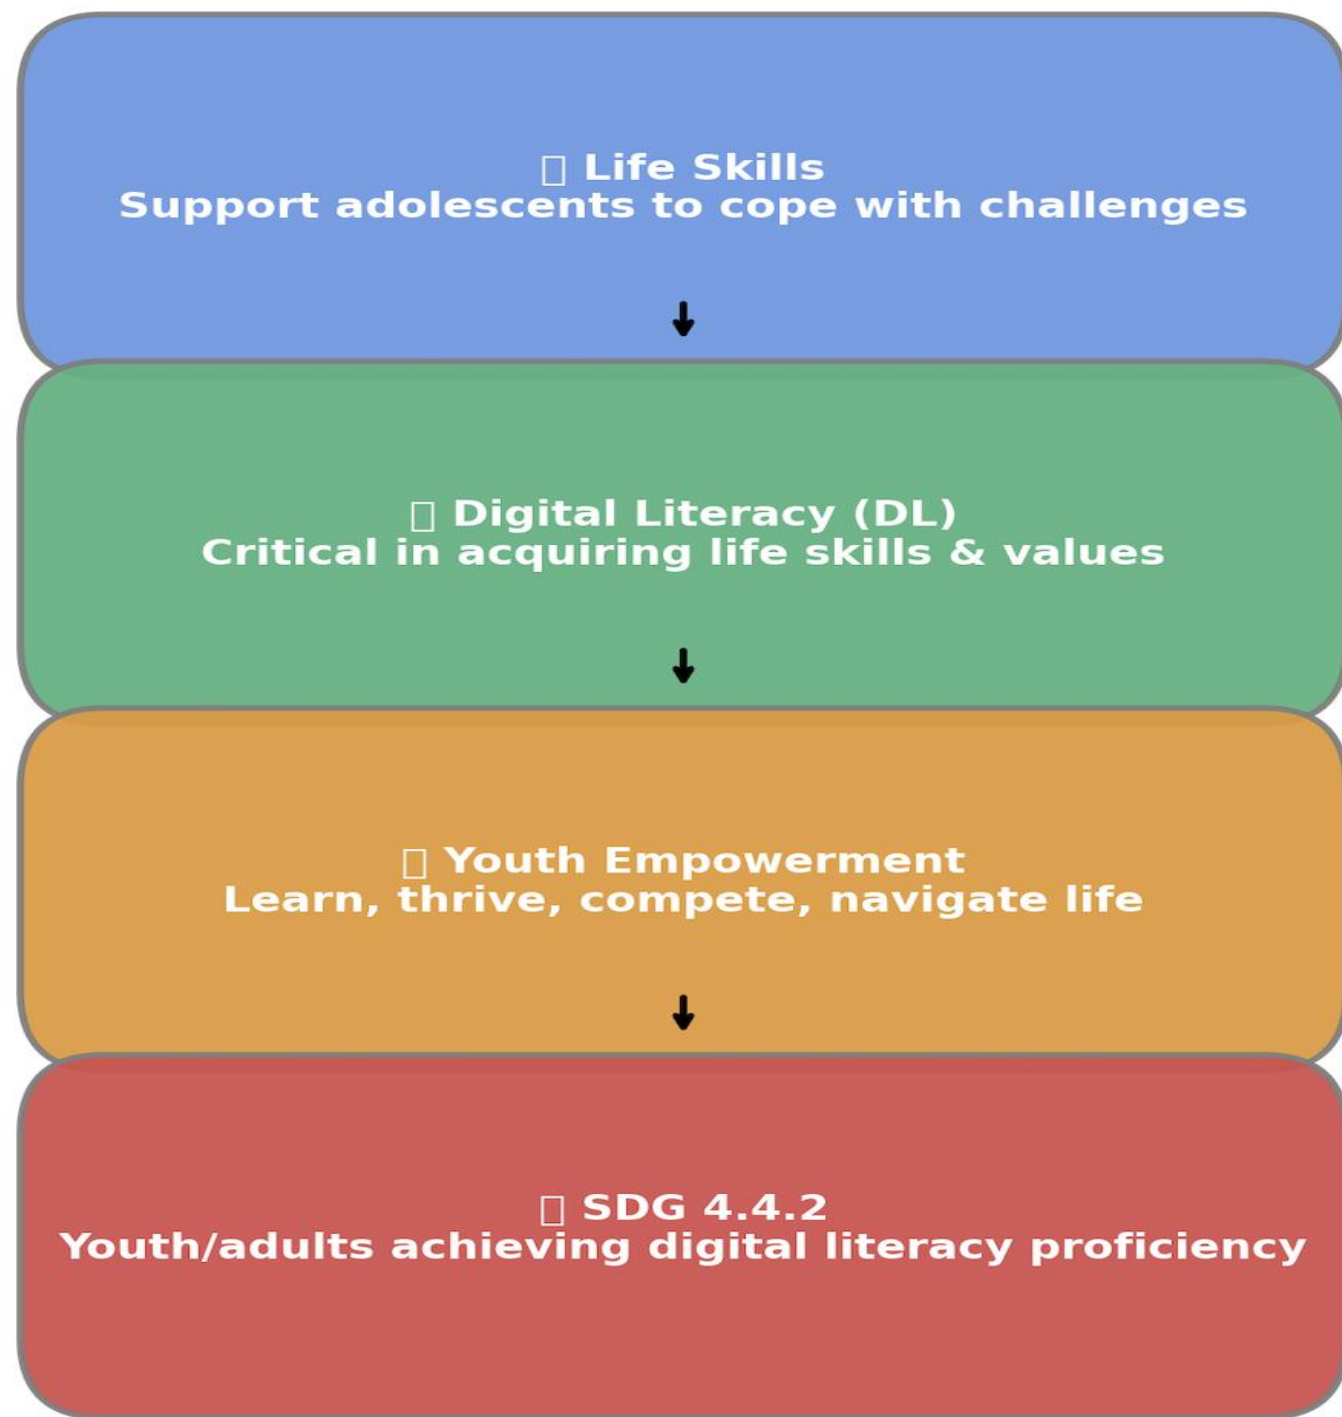 Life Skills
Support adolescents to cope with challenges
Digital Literacy (DL)
Critical in acquiring life skills & values
Youth Empowerment
Learn, thrive, compete, navigate life
SDG 4.4.2
Youth/adults achieving digital literacy proficiency